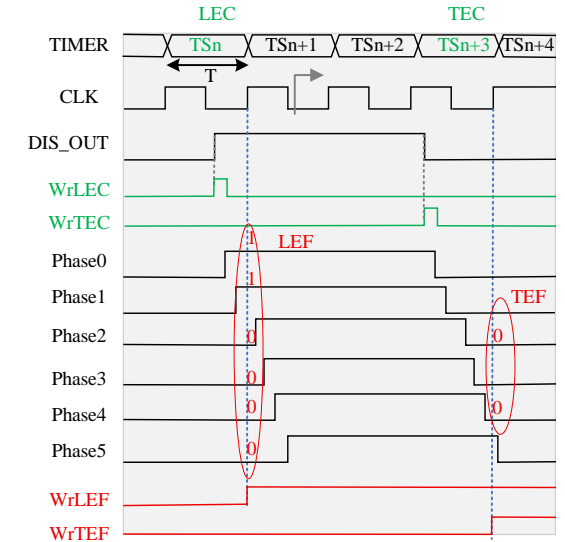 LEC TEC
TIMER TSn TSn+1 TSn+2 TSn+3 TSn+4
T
CLK
DIS_OUT
WrLEC
WrTEC
1 LEF
Phase0
1
Phase1 TEF
Phase2 0 0
Phase3 0
Phase4 0 0
Phase5 0
WrLEF
WrTEF